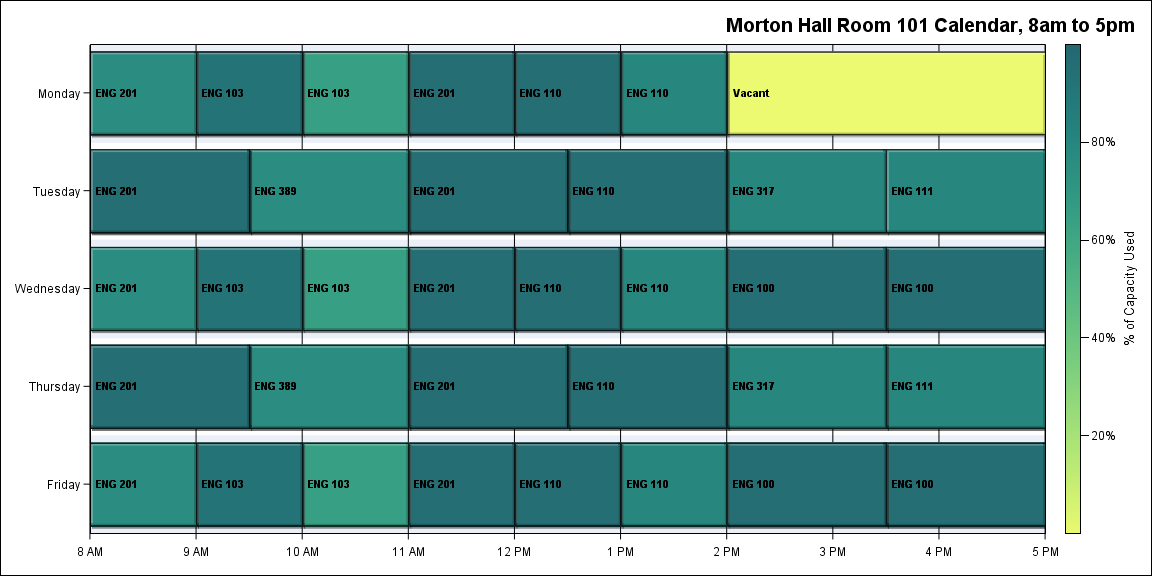 Morton Hall Room 101 Calendar, 8am to 5pm
Monday ENG 201 ENG 103 ENG 103 ENG 201 ENG 110 ENG 110 Vacant
Tuesday ENG 201 ENG 389 ENG 201 ENG 110 ENG 317 ENG 111
Wednesday ENG 201 ENG 103 ENG 103 ENG 201 ENG 110 ENG 110 ENG 100 ENG 100
Thursday ENG 201 ENG 389 ENG 201 ENG 110 ENG 317 ENG 111
Friday ENG 201 ENG 103 ENG 103 ENG 201 ENG 110 ENG 110 ENG 100 ENG 100
8 AM 9 AM 10 AM 11 AM 12 PM 1 PM 2 PM 3 PM 4 PM 5 PM
80%
60%
40%
20%
% of Capacity Used